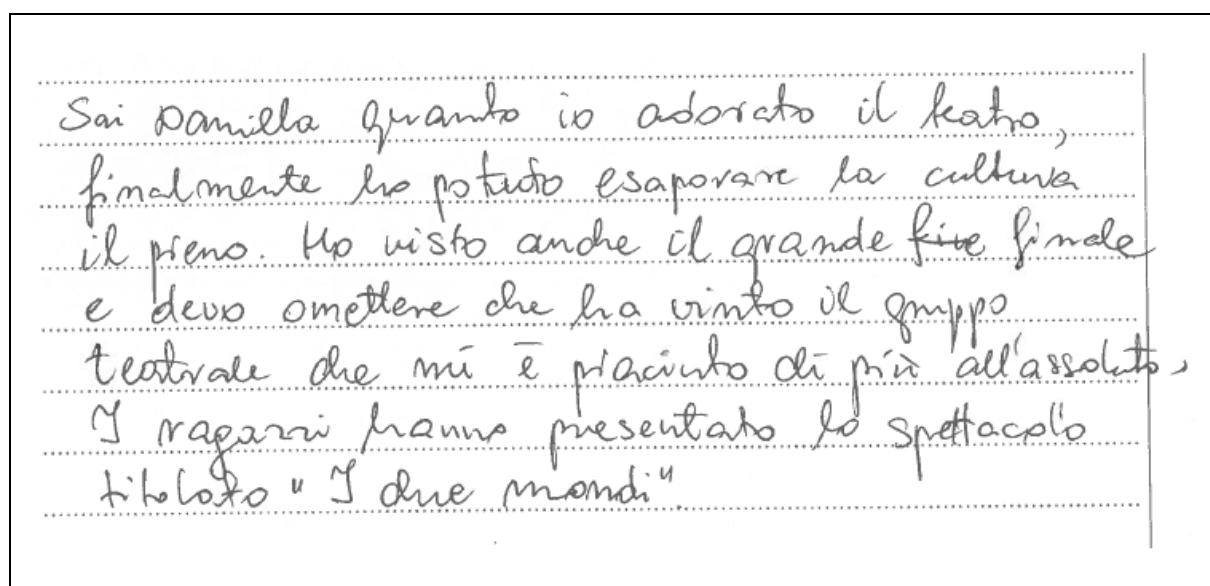 Sai Daniella quanto io adorato il teatro,
finalmente ho potuto esaporare la cultura
il pieno. Ho visto anche il grande fine finale
e devo omettere che ha vinto il gruppo
teatrale che mi è piaciuto di più all'assoluto,
I ragazzi hanno presentato lo spettacolo
titolato "I due mondi".